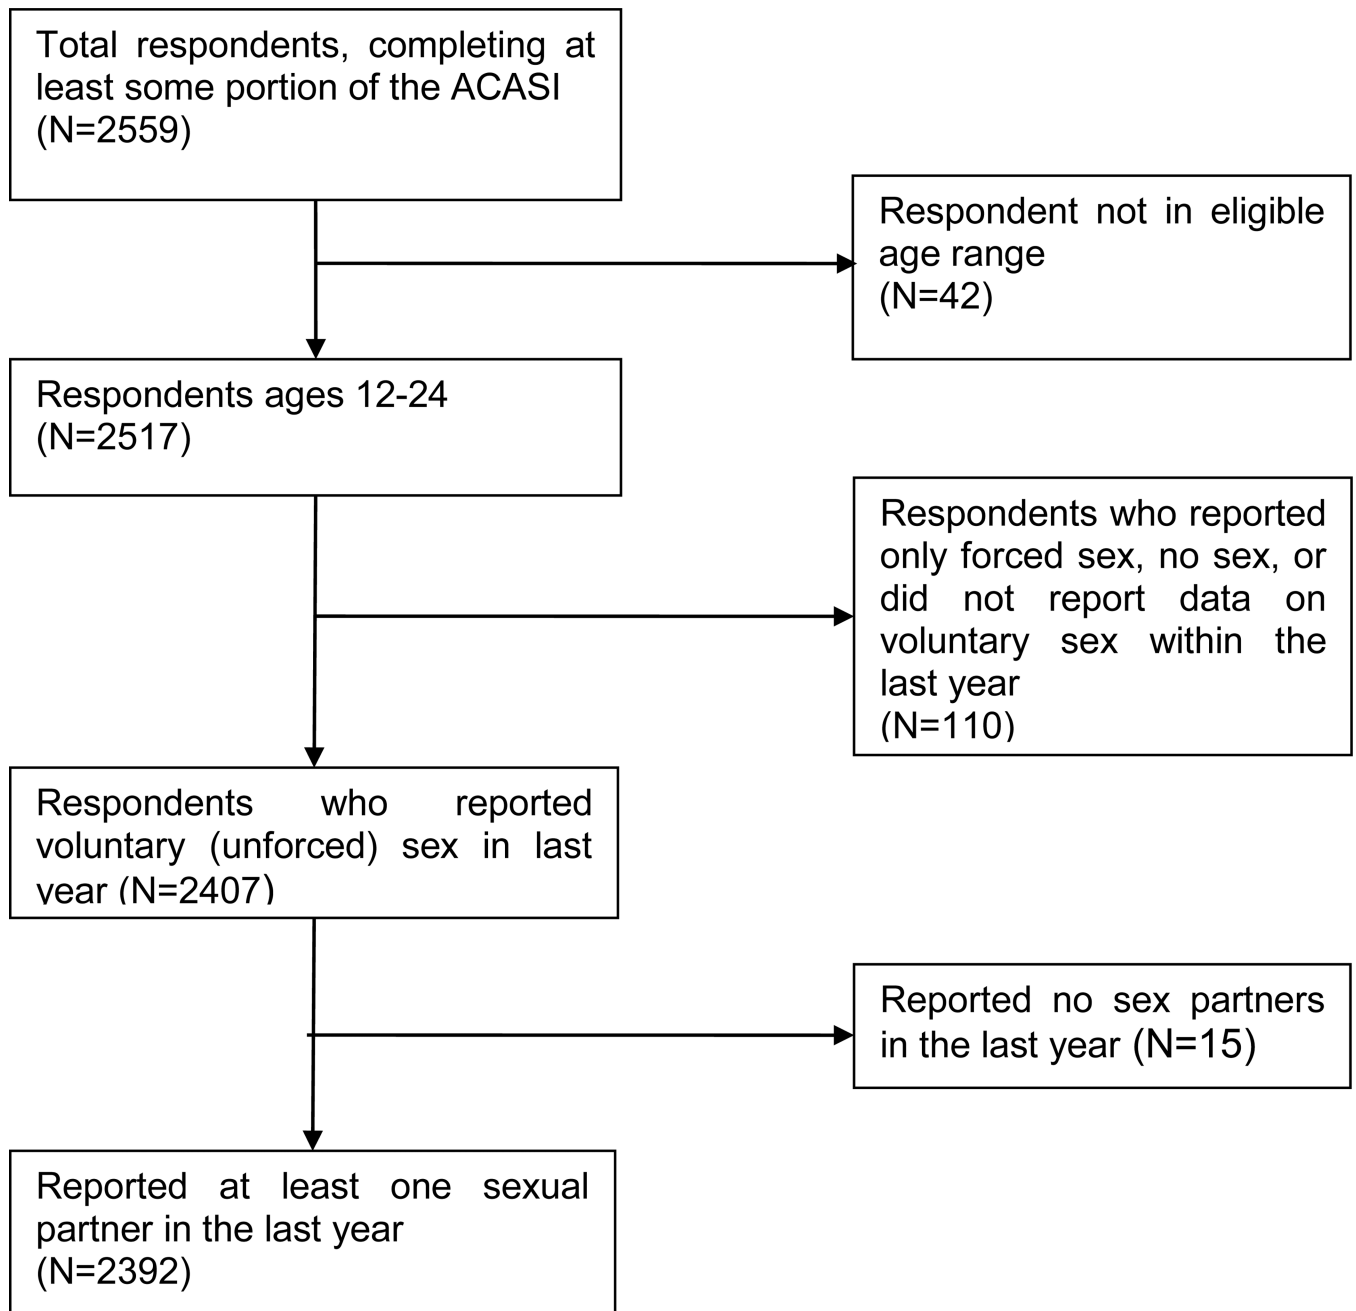 Total respondents, completing at
least some portion of the ACASI
(N=2559)
Respondent not in eligible
age range
(N=42)
Respondents ages 12-24
(N=2517)
Respondents who reported
only forced sex, no sex, or
did not report data on
voluntary sex within the
last year
(N=110)
Respondents who reported
voluntary (unforced) sex in last
year (N=2407)
Reported no sex partners
in the last year (N=15)
Reported at least one sexual
partner in the last year
(N=2392)